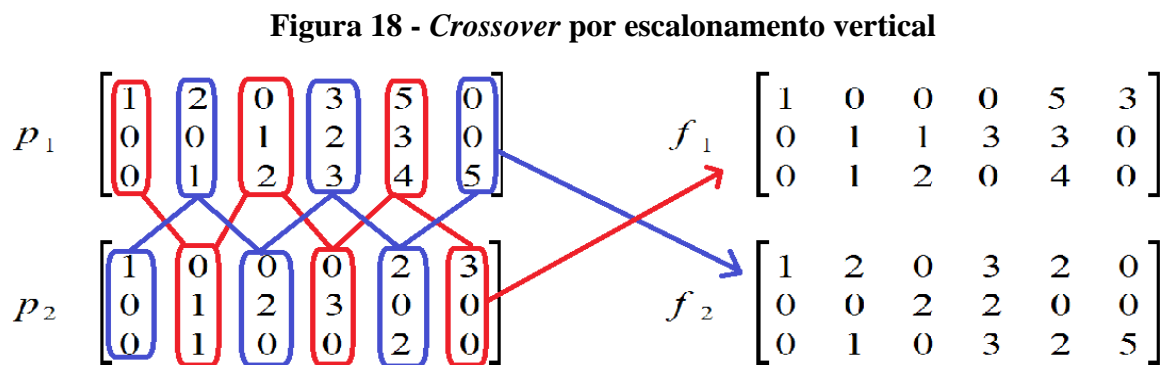 Figura 18 - Crossover por escalonamento vertical
1 2 0 3 5 0
p1 0 0 1 2 3 0
0 1 2 3 4 5
1 0 0 0 2 3
p2 0 1 2 3 0 0
0 1 0 0 2 0
1 0 0 0 5 3
f1 0 1 1 3 3 0
0 1 2 0 4 0
1 2 0 3 2 0
f2 0 0 2 2 0 0
0 1 0 3 2 5